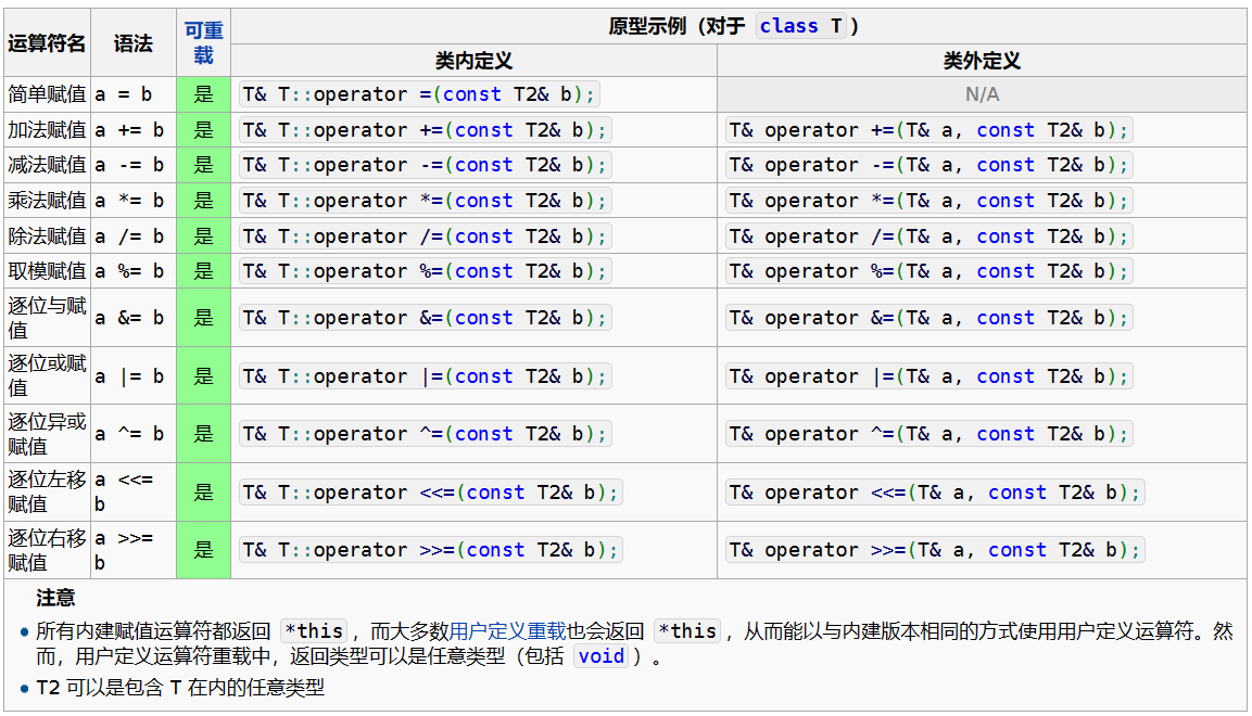 运算符名 语法 可重载 原型示例（对于 class T）
类内定义 类外定义
简单赋值 a = b 是 T& T::operator =(const T2& b); N/A
加法赋值 a += b 是 T& T::operator +=(const T2& b); T& operator +=(T& a, const T2& b);
减法赋值 a -= b 是 T& T::operator -=(const T2& b); T& operator -=(T& a, const T2& b);
乘法赋值 a *= b 是 T& T::operator *=(const T2& b); T& operator *=(T& a, const T2& b);
除法赋值 a /= b 是 T& T::operator /=(const T2& b); T& operator /=(T& a, const T2& b);
取模赋值 a %= b 是 T& T::operator %=(const T2& b); T& operator %=(T& a, const T2& b);
逐位与赋值 a &= b 是 T& T::operator &=(const T2& b); T& operator &=(T& a, const T2& b);
逐位或赋值 a |= b 是 T& T::operator |=(const T2& b); T& operator |=(T& a, const T2& b);
逐位异或赋值 a ^= b 是 T& T::operator ^=(const T2& b); T& operator ^=(T& a, const T2& b);
逐位左移赋值 a <<= b 是 T& T::operator <<=(const T2& b); T& operator <<=(T& a, const T2& b);
逐位右移赋值 a >>= b 是 T& T::operator >>=(const T2& b); T& operator >>=(T& a, const T2& b);
注意
• 所有内建赋值运算符都返回 *this，而大多数用户定义重载也会返回 *this，从而能以与内建版本相同的方式使用用户定义运算符。然
而，用户定义运算符重载中，返回类型可以是任意类型（包括 void）。
• T2 可以是包含 T 在内的任意类型